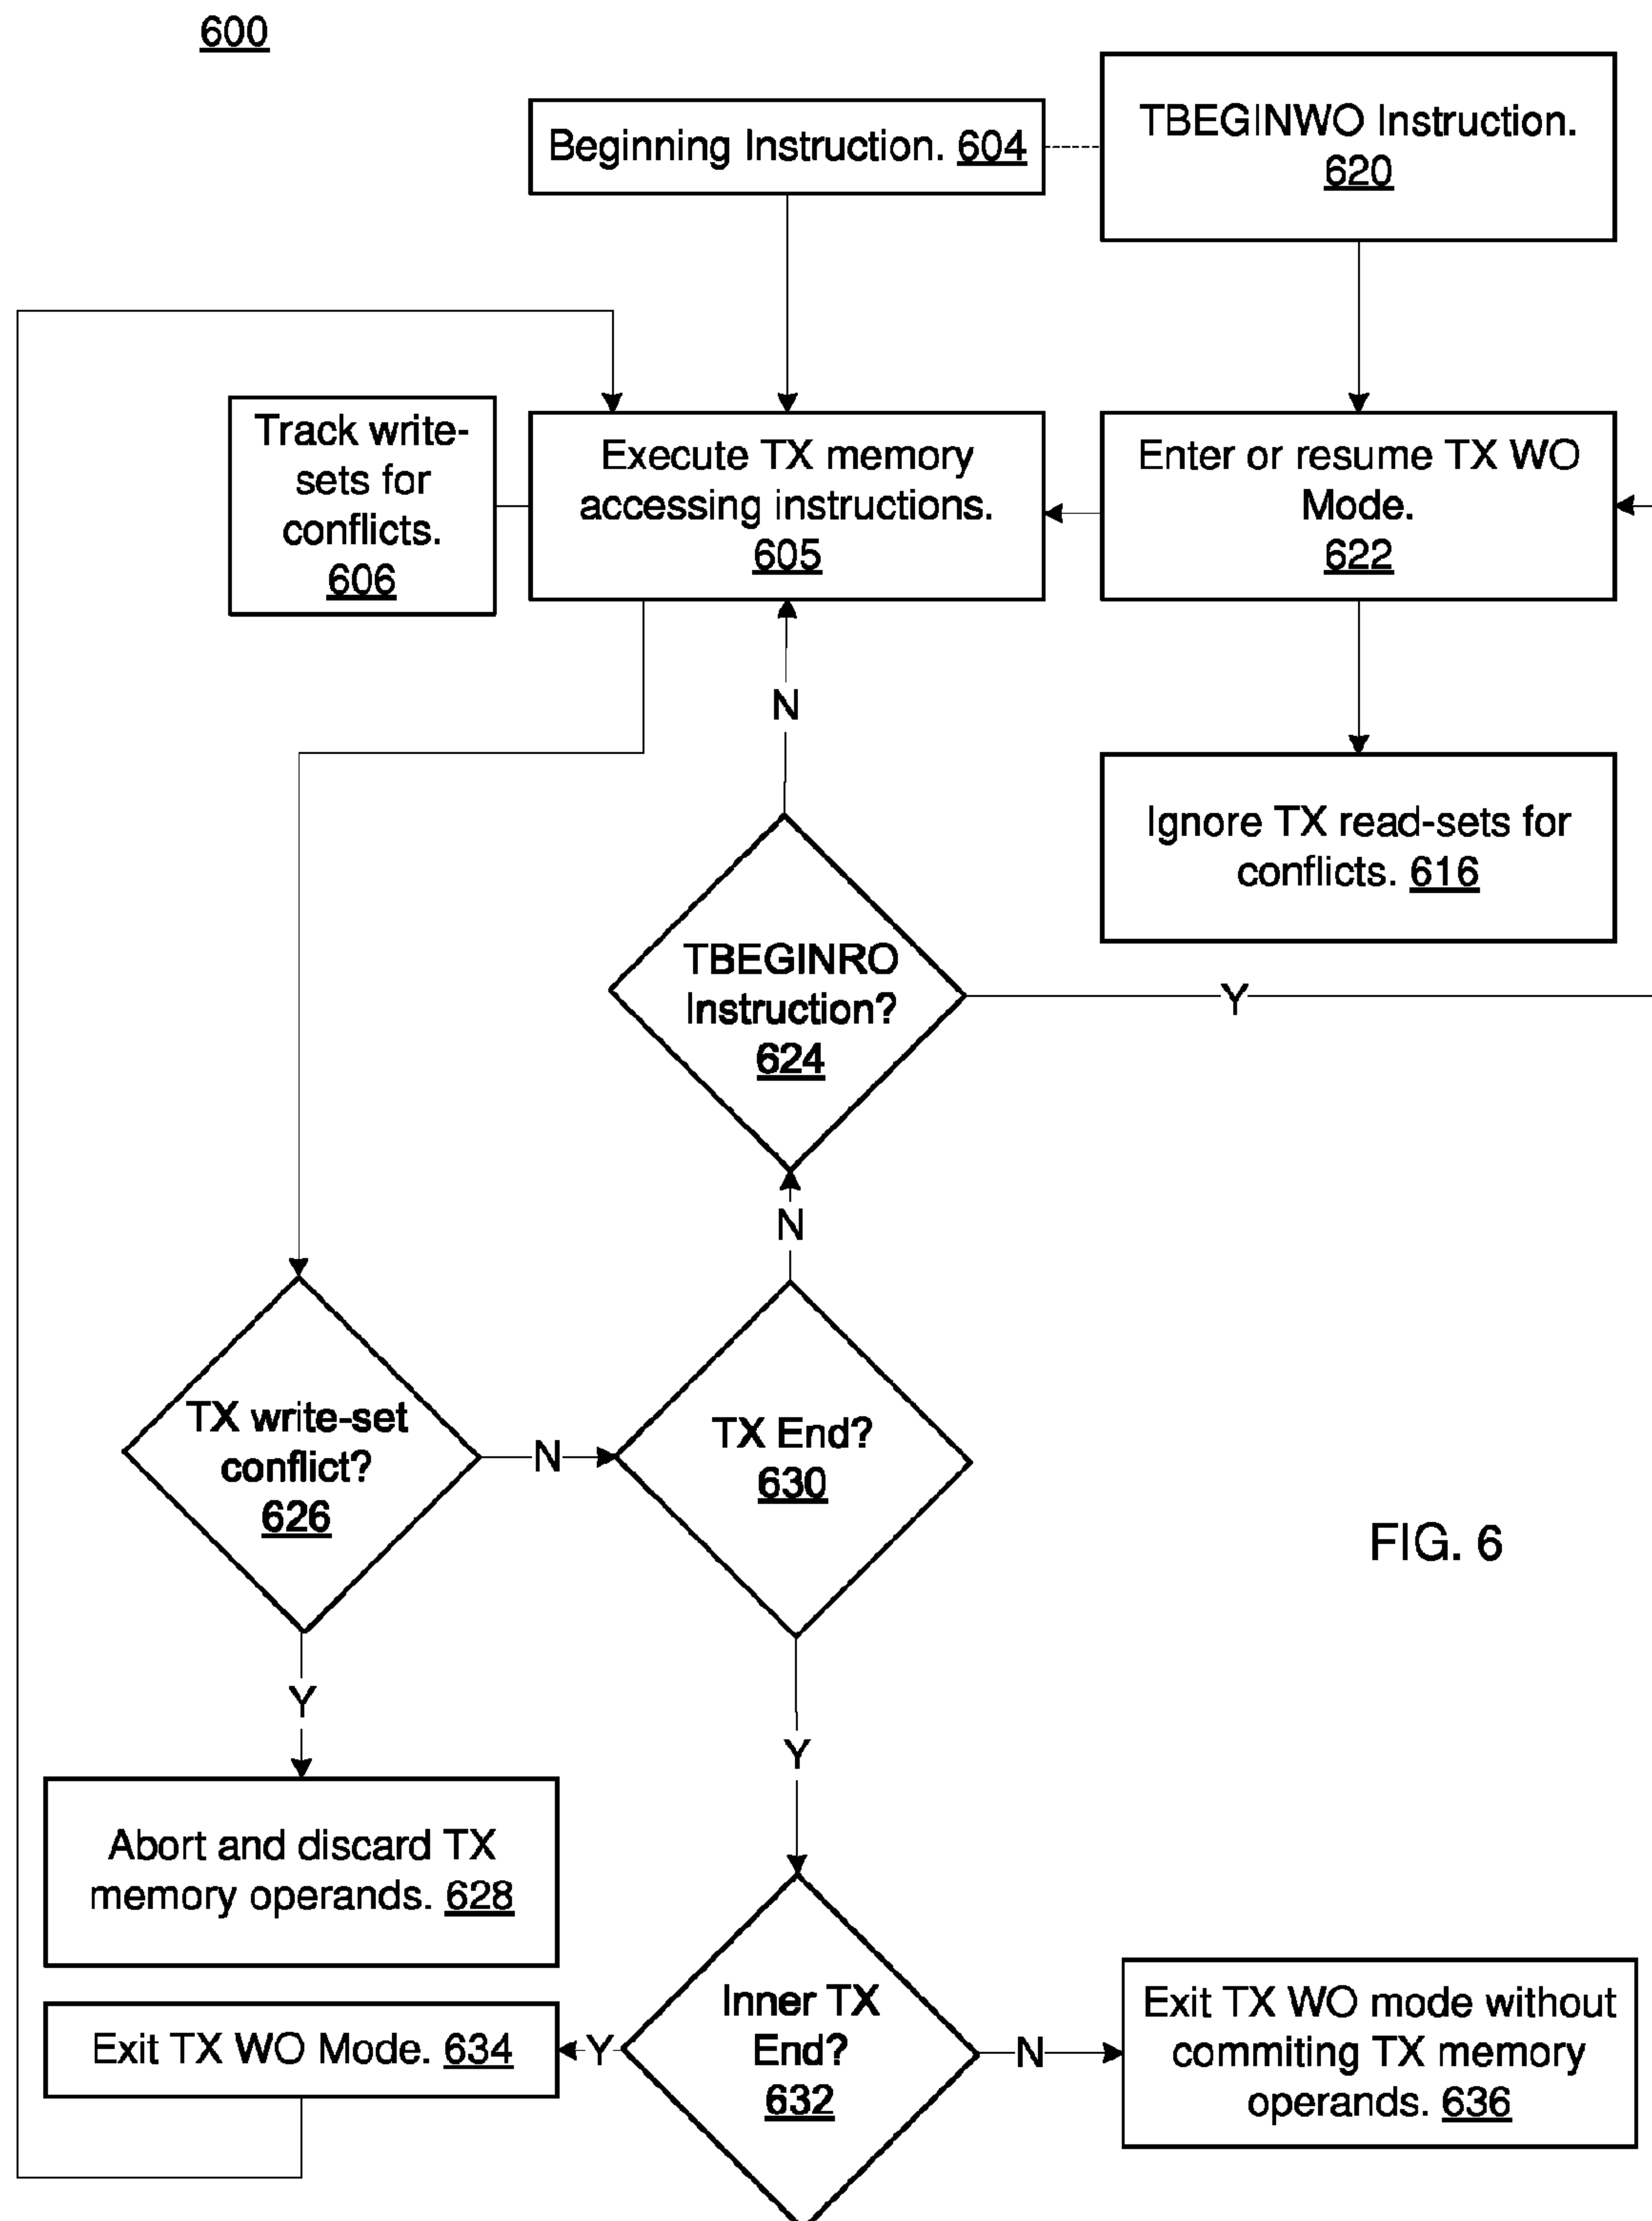 600
Beginning Instruction. 604
TBEGINWO Instruction.
620
Track write-
sets for
conflicts.
606
Execute TX memory
accessing instructions.
605
Enter or resume TX WO
Mode.
622
N
Ignore TX read-sets for
conflicts. 616
TBEGINRO
Instruction?
624
Y
N
TX write-set
conflict?
626
N
TX End?
630
FIG. 6
Y
Y
Abort and discard TX
memory operands. 628
Exit TX WO Mode. 634
Y
Inner TX
End?
632
N
Exit TX WO mode without
commiting TX memory
operands. 636